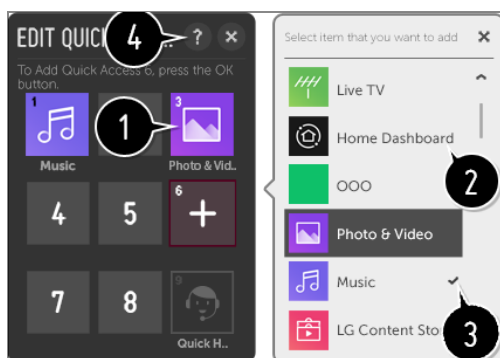 EDIT QUIC 4 .. ? ×
To Add Quick Access 6, press the OK
button.
1
3
1
Music
Photo & Vid..
4
5
6
+
7
8
9
Quick H..
Select item that you want to add ×
Live TV
Home Dashboard
2
OOO
Photo & Video
Music
3
LG Content Sto